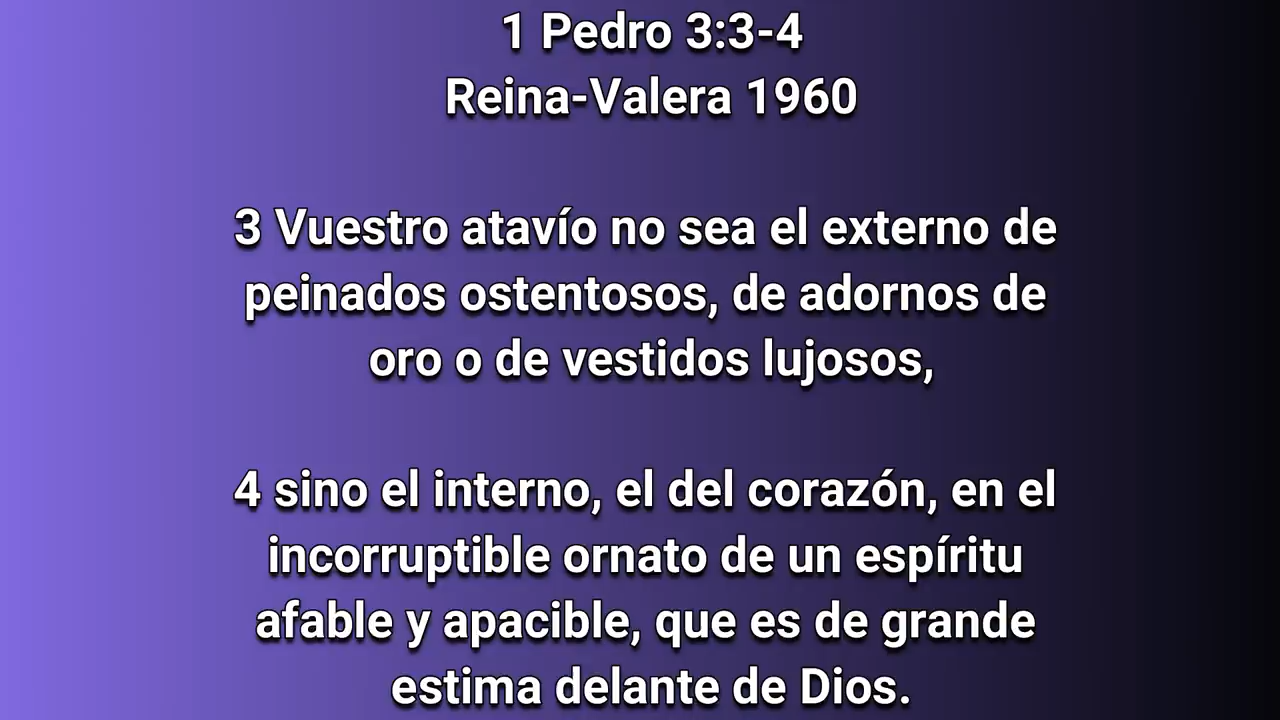 1 Pedro 3:3-4
Reina-Valera 1960
3 Vuestro atavío no sea el externo de
peinados ostentosos, de adornos de
oro o de vestidos lujosos,
4 sino el interno, el del corazón, en el
incorruptible ornato de un espíritu
afable y apacible, que es de grande
estima delante de Dios.